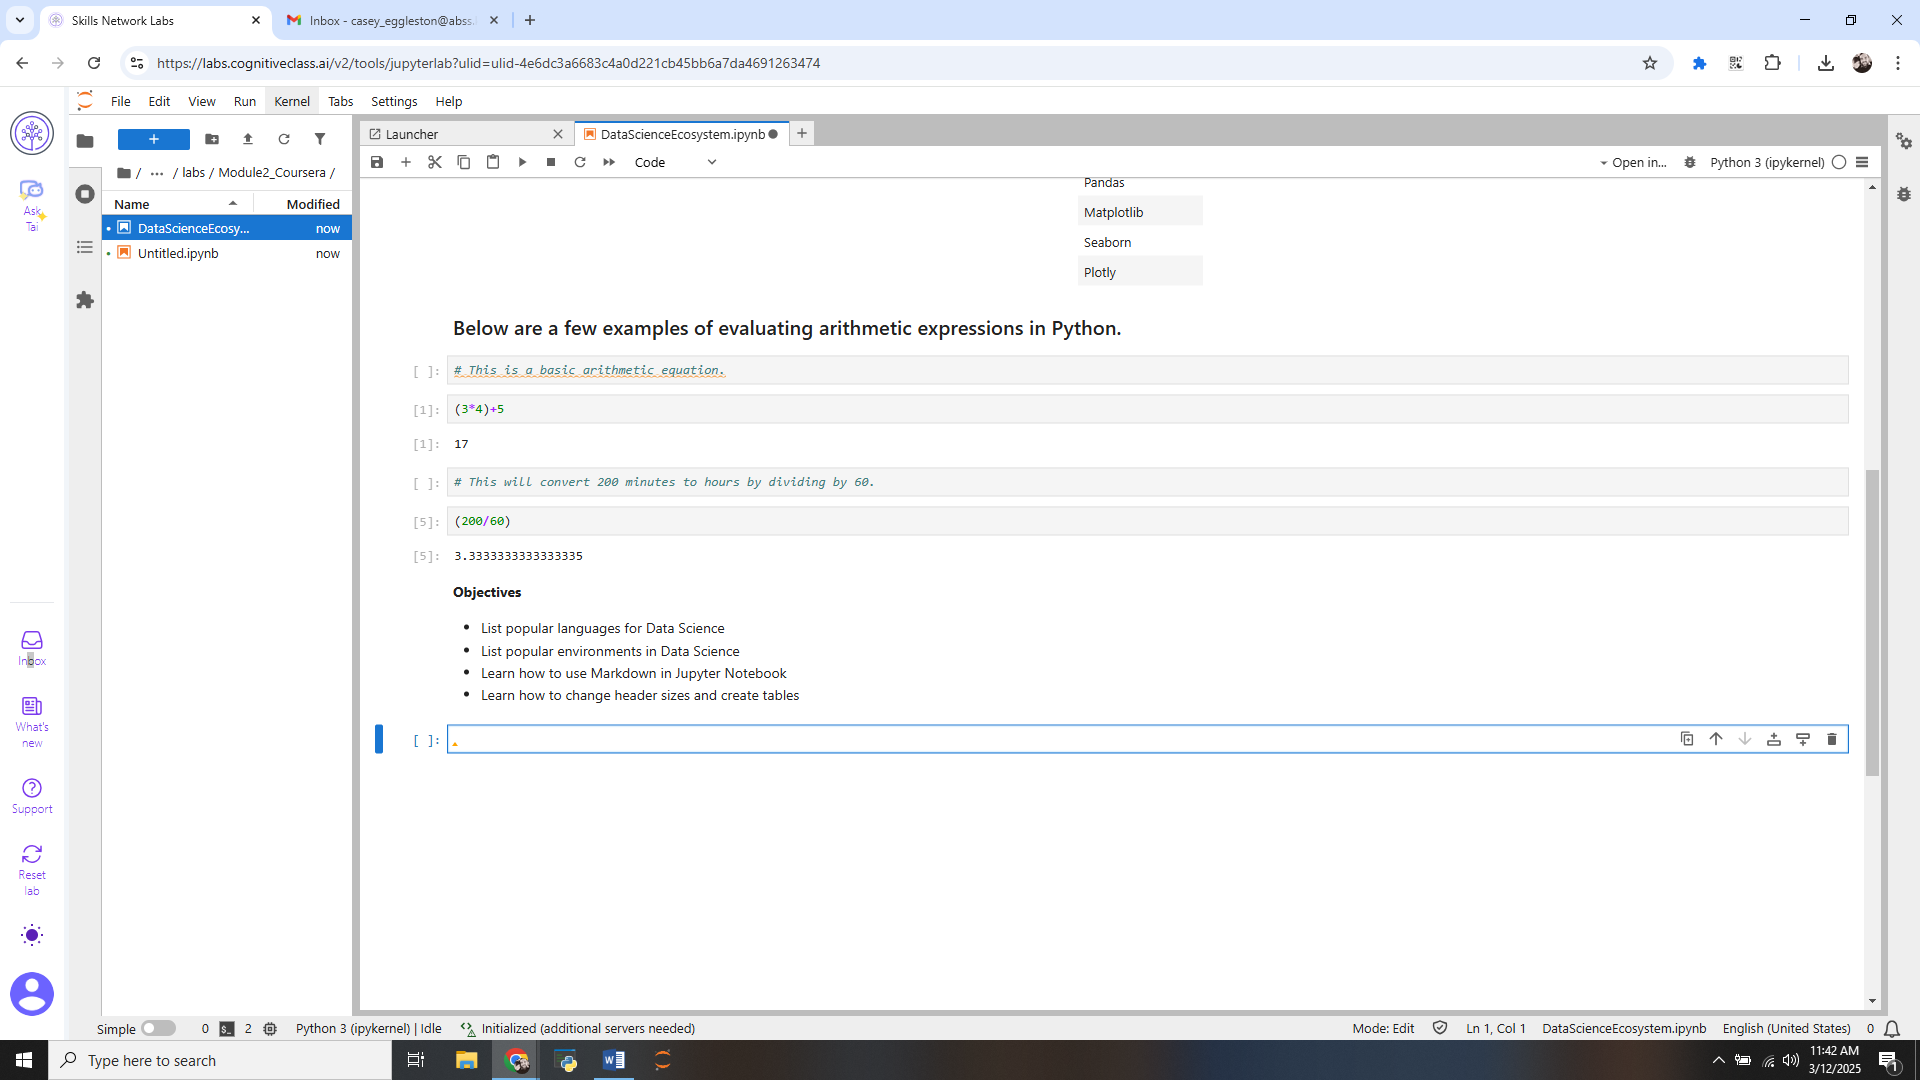 Skills Network Labs
Inbox - casey_eggleston@abss.
https://labs.cognitiveclass.ai/v2/tools/jupyterlab?ulid=ulid-4e6dc3a6683c4a0d221cb45bb6a7da4691263474
File Edit View Run Kernel Tabs Settings Help
Launcher
DataScienceEcosystem.ipynb
Code
Open in...
Python 3 (ipykernel)
/ ... / labs / Module2_Coursera /
Name Modified
DataScienceEcosy... now
Untitled.ipynb now
Ask
Tai
Inbox
What's
new
Support
Reset
lab
Pandas
Matplotlib
Seaborn
Plotly
Below are a few examples of evaluating arithmetic expressions in Python.
[ ]: # This is a basic arithmetic equation.
[1]: (3*4)+5
[1]: 17
[ ]: # This will convert 200 minutes to hours by dividing by 60.
[5]: (200/60)
[5]: 3.3333333333333335
Objectives
• List popular languages for Data Science
• List popular environments in Data Science
• Learn how to use Markdown in Jupyter Notebook
• Learn how to change header sizes and create tables
[ ]:
Simple 0 2 Python 3 (ipykernel) | Idle Initialized (additional servers needed) Mode: Edit Ln 1, Col 1 DataScienceEcosystem.ipynb English (United States) 0
Type here to search
11:42 AM
3/12/2025
1